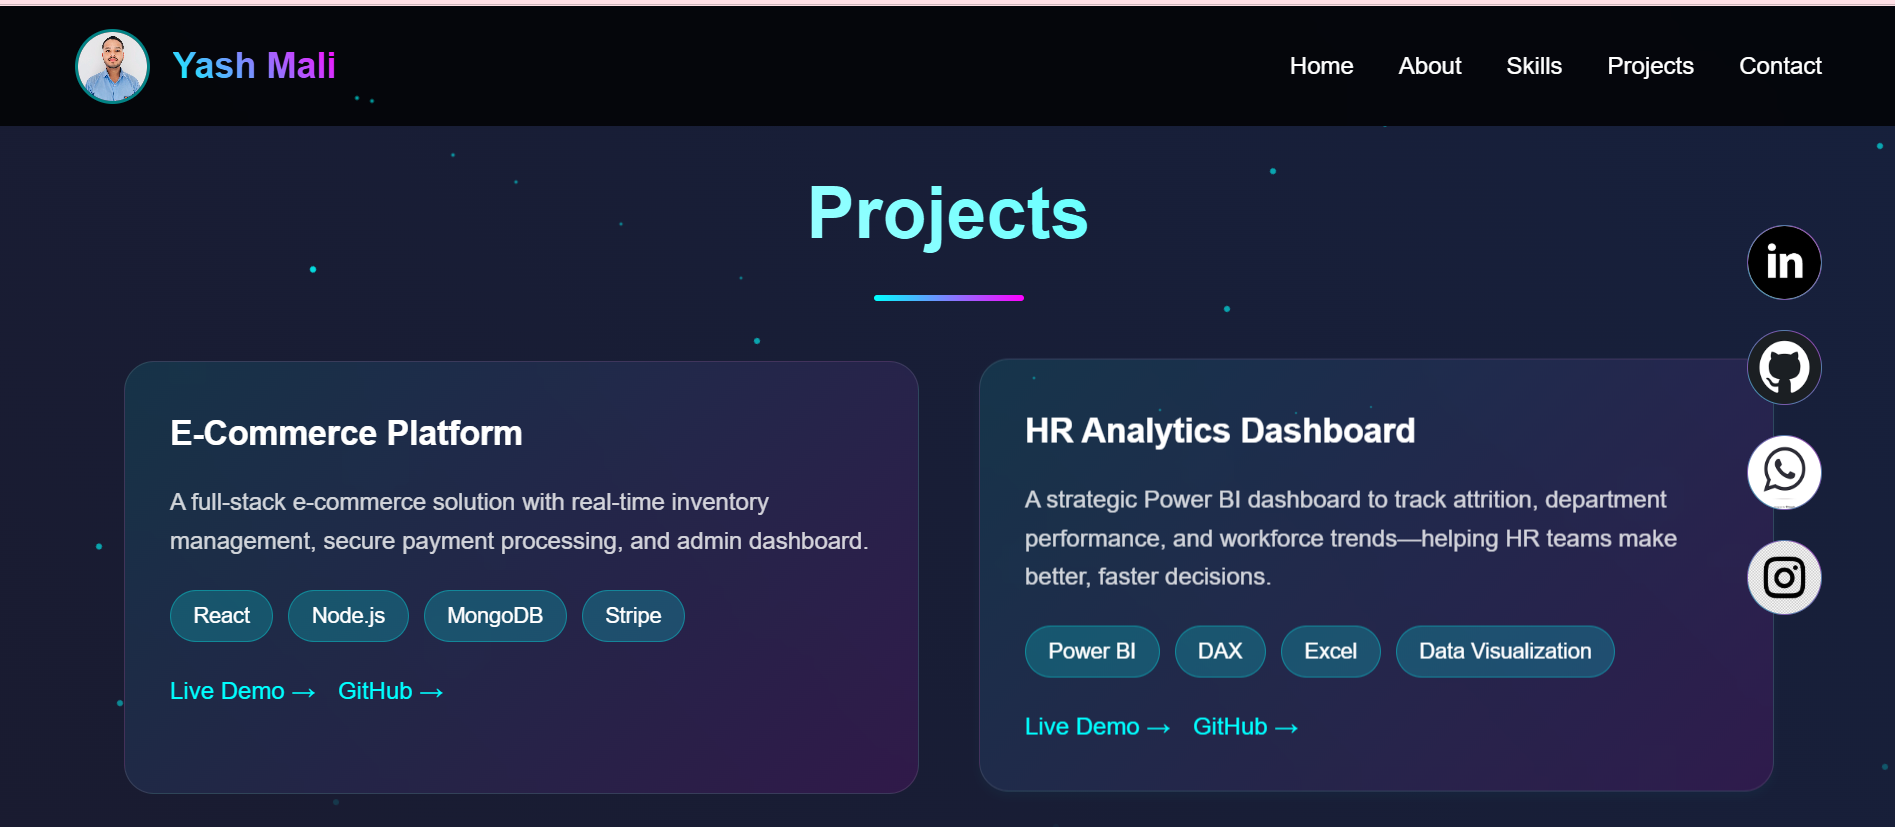 Yash Mali
Home About Skills Projects Contact
Projects
in
E-Commerce Platform
A full-stack e-commerce solution with real-time inventory
management, secure payment processing, and admin dashboard.
React Node.js MongoDB Stripe
Live Demo → GitHub →
HR Analytics Dashboard
A strategic Power BI dashboard to track attrition, department
performance, and workforce trends—helping HR teams make
better, faster decisions.
Power BI DAX Excel Data Visualization
Live Demo → GitHub →